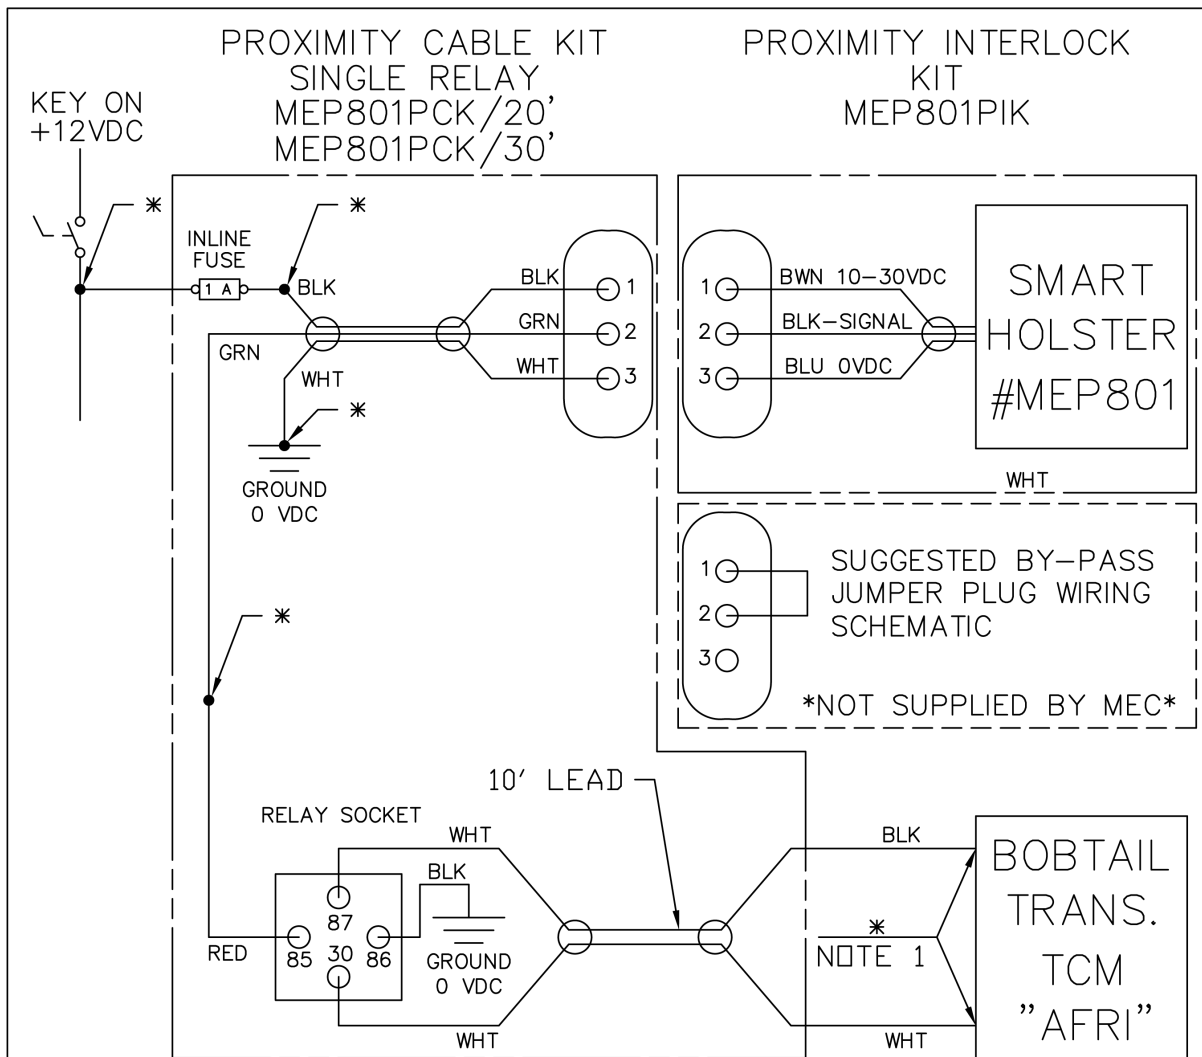 PROXIMITY CABLE KIT
SINGLE RELAY
MEP801PCK/20'
MEP801PCK/30'
PROXIMITY INTERLOCK
KIT
MEP801PIK
KEY ON
+12VDC
*
*
INLINE
FUSE
1 A
BLK
BLK
1
GRN
2
WHT
3
GRN
WHT
*
GROUND
0 VDC
1
BWN 10-30VDC
2
BLK-SIGNAL
3
BLU 0VDC
SMART
HOLSTER
#MEP801
WHT
1
2
3
SUGGESTED BY-PASS
JUMPER PLUG WIRING
SCHEMATIC
*NOT SUPPLIED BY MEC*
*
10' LEAD
RELAY SOCKET
WHT
BLK
87
85
30
86
RED
GROUND
0 VDC
WHT
BLK
*
NOTE 1
WHT
BOBTAIL
TRANS.
TCM
"AFRI"